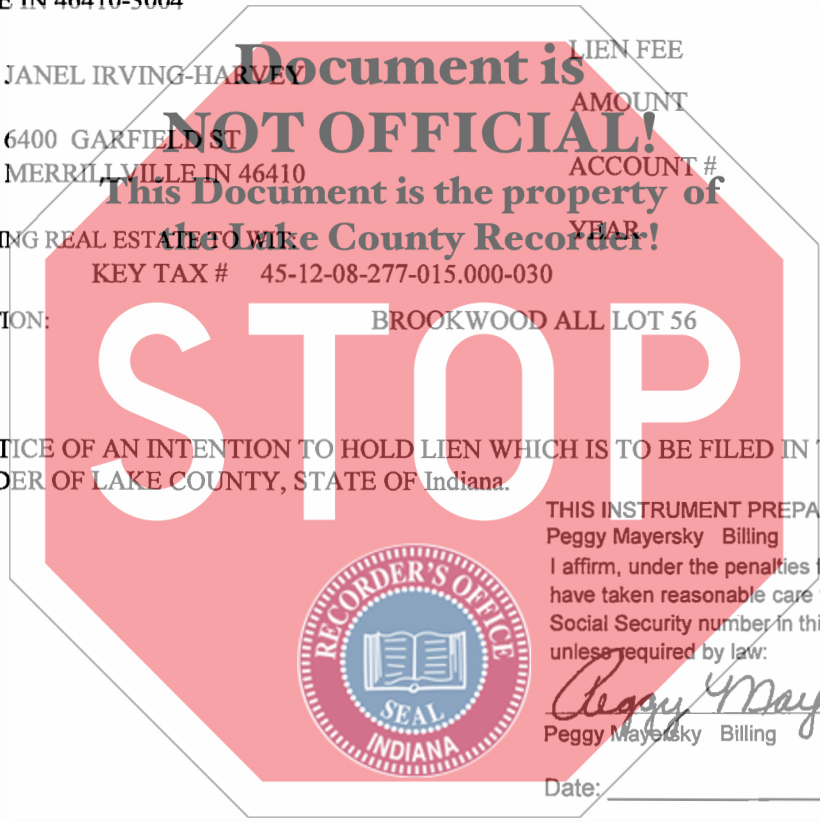 E IN 46410-3004
LIEN FEE
JANEL IRVING-HARVEY
Document is
AMOUNT
NOT OFFICIAL!
6400 GARFIELD ST
MERRILLVILLE IN 46410
ACCOUNT #
This Document is the property of
the Lake County Recorder!
YEAR
NG REAL ESTATE TO WIT:
KEY TAX # 45-12-08-277-015.000-030
ION: BROOKWOOD ALL LOT 56
STOP
TICE OF AN INTENTION TO HOLD LIEN WHICH IS TO BE FILED IN T
DER OF LAKE COUNTY, STATE OF Indiana.
THIS INSTRUMENT PREPA
Peggy Mayersky Billing
I affirm, under the penalties f
have taken reasonable care
Social Security number in thi
unless required by law:
Peggy May
Peggy Mayersky Billing
Date:
RECORDER'S OFFICE
SEAL
INDIANA